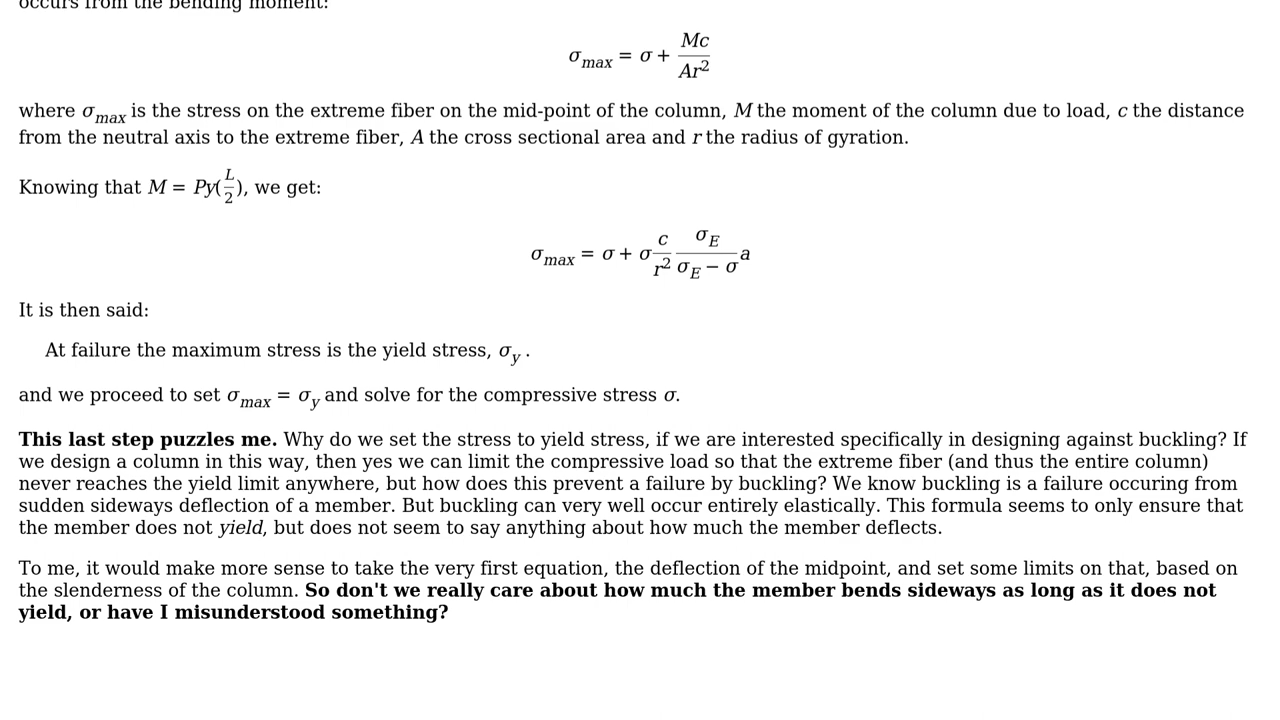 occurs from the bending moment:
σ_max = σ + Mc/Ar²
where σ_max is the stress on the extreme fiber on the mid-point of the column, M the moment of the column due to load, c the distance
from the neutral axis to the extreme fiber, A the cross sectional area and r the radius of gyration.
Knowing that M = Py(L/2), we get:
σ_max = σ + σ c/r² σ_E/(σ_E − σ) a
It is then said:
At failure the maximum stress is the yield stress, σ_y.
and we proceed to set σ_max = σ_y and solve for the compressive stress σ.
This last step puzzles me. Why do we set the stress to yield stress, if we are interested specifically in designing against buckling? If
we design a column in this way, then yes we can limit the compressive load so that the extreme fiber (and thus the entire column)
never reaches the yield limit anywhere, but how does this prevent a failure by buckling? We know buckling is a failure occuring from
sudden sideways deflection of a member. But buckling can very well occur entirely elastically. This formula seems to only ensure that
the member does not yield, but does not seem to say anything about how much the member deflects.
To me, it would make more sense to take the very first equation, the deflection of the midpoint, and set some limits on that, based on
the slenderness of the column. So don't we really care about how much the member bends sideways as long as it does not
yield, or have I misunderstood something?